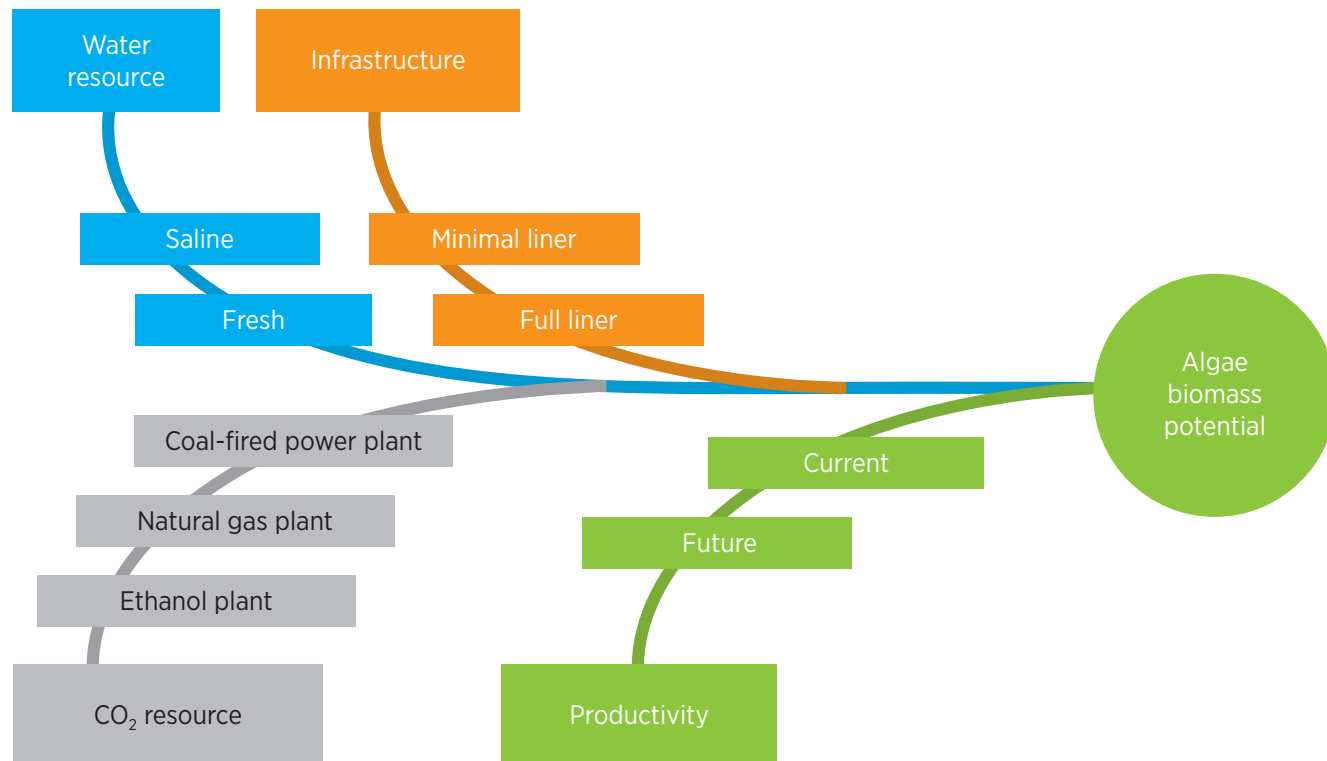 Water
resource
Infrastructure
Saline
Minimal liner
Fresh
Full liner
Algae
biomass
potential
Coal-fired power plant
Current
Natural gas plant
Future
Ethanol plant
CO₂ resource
Productivity